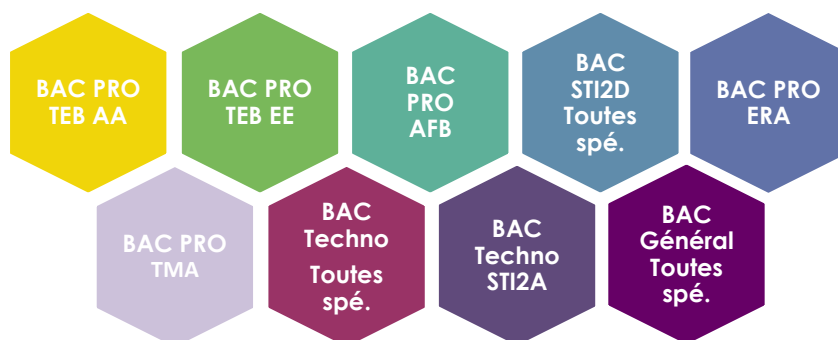 BAC PRO
TEB AA
BAC PRO
TEB EE
BAC
PRO
AFB
BAC
STI2D
Toutes
spé.
BAC PRO
ERA
BAC PRO
TMA
BAC
Techno
Toutes
spé.
BAC
Techno
STI2A
BAC
Général
Toutes
spé.